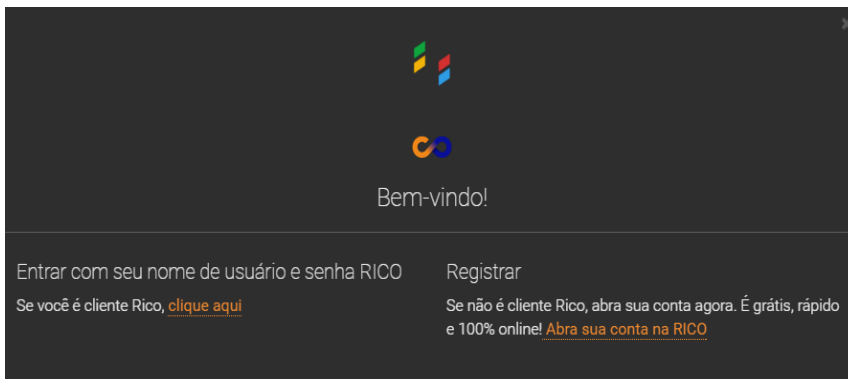 Bem-vindo!
Entrar com seu nome de usuário e senha RICO
Se você é cliente Rico, clique aqui
Registrar
Se não é cliente Rico, abra sua conta agora. É grátis, rápido
e 100% online! Abra sua conta na RICO